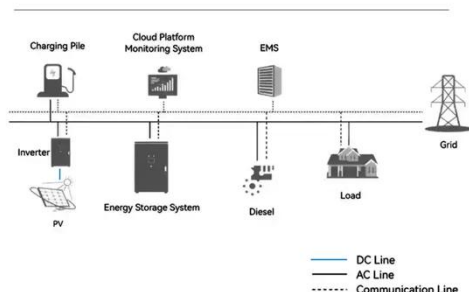 Charging Pile
Cloud Platform
Monitoring System
EMS
Grid
Inverter
PV
Energy Storage System
Diesel
Load
DC Line
AC Line
Communication Line